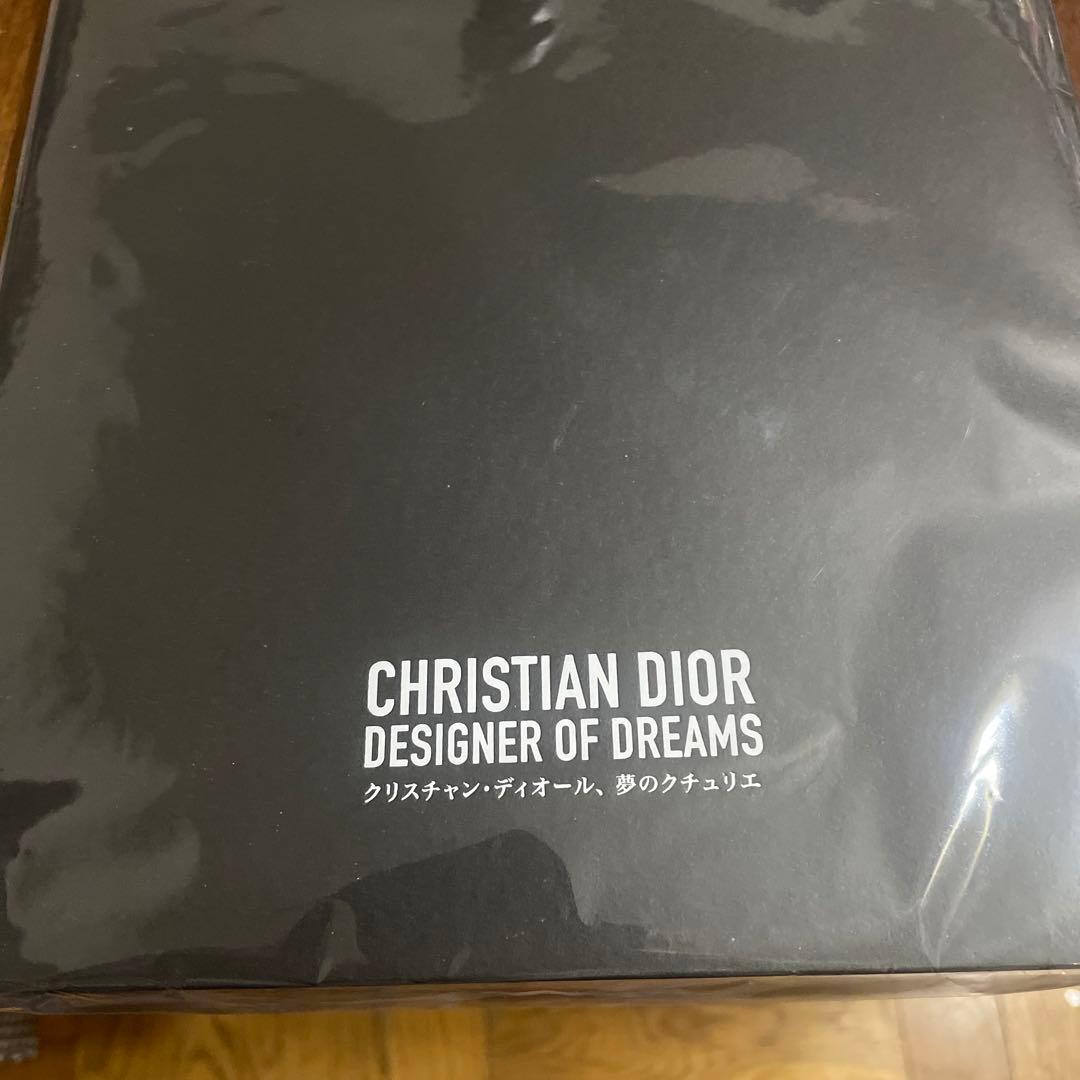 CHRISTIAN DIOR
DESIGNER OF DREAMS
クリスチャン・ディオール、夢のクチュリエ